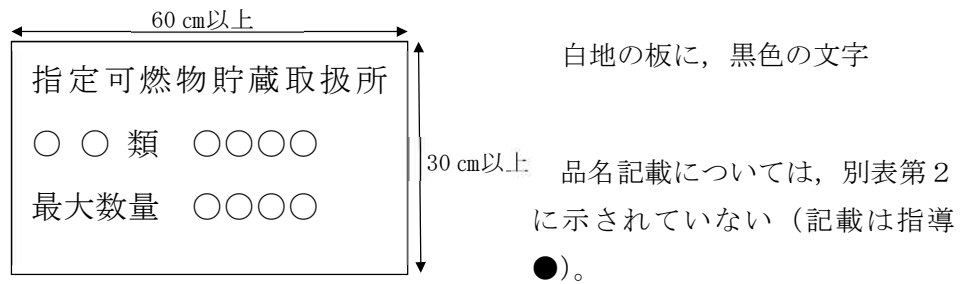 60 cm以上
指定可燃物貯蔵取扱所
○ ○ 類　○○○○
最大数量　○○○○
30 cm以上
白地の板に，黒色の文字
品名記載については，別表第２
に示されていない（記載は指導
●）。